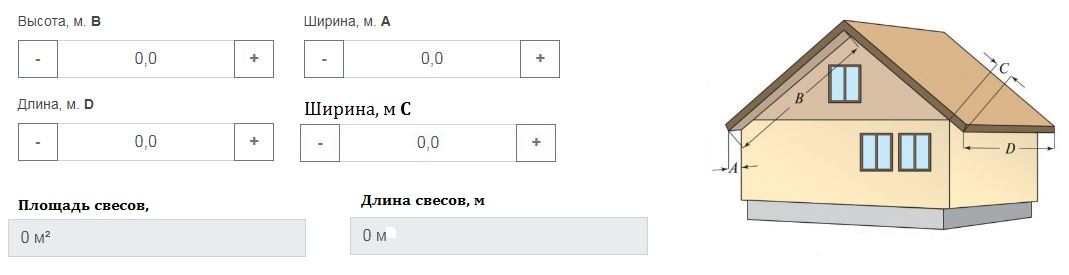 Высота, м. B
Ширина, м. A
- 0,0 +
- 0,0 +
Длина, м. D
Ширина, м C
- 0,0 +
- 0,0 +
Площадь свесов,
Длина свесов, м
0 м²
0 м
B
C
A
D